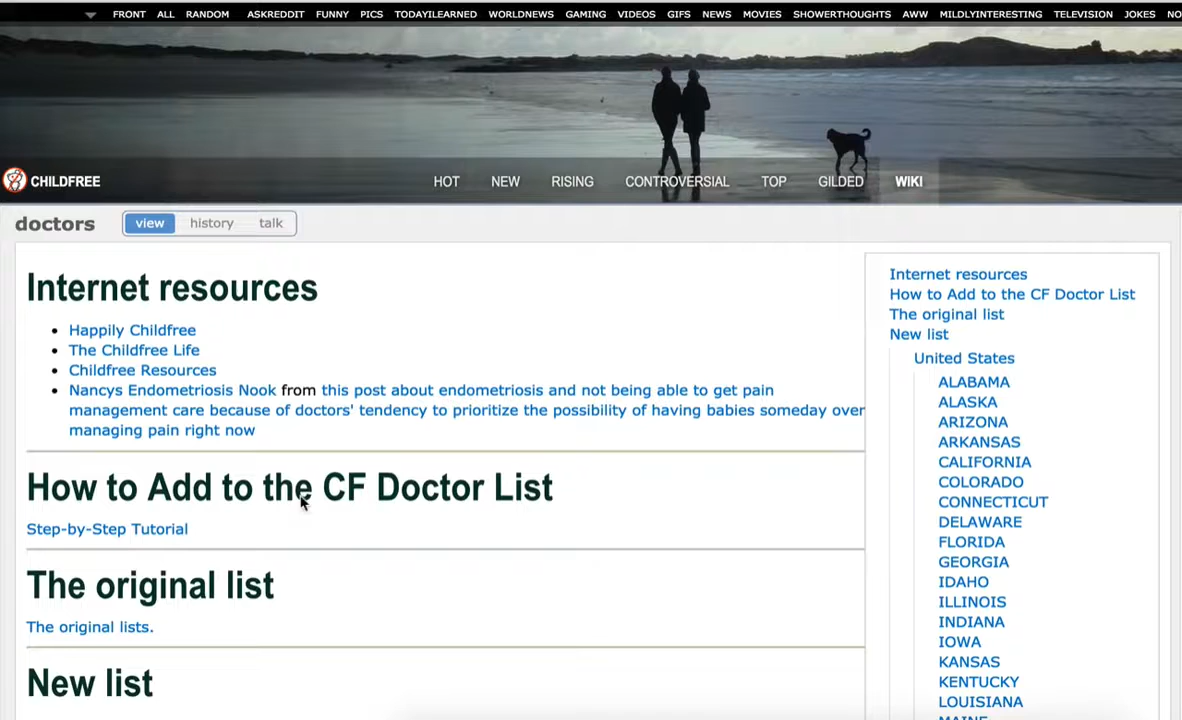 FRONT ALL RANDOM ASKREDDIT FUNNY PICS TODAYILEARNED WORLDNEWS GAMING VIDEOS GIFS NEWS MOVIES SHOWERTHOUGHTS AWW MILDLYINTERESTING TELEVISION JOKES NO
CHILDFREE HOT NEW RISING CONTROVERSIAL TOP GILDED WIKI
doctors view history talk
Internet resources
Happily Childfree
The Childfree Life
Childfree Resources
Nancys Endometriosis Nook from this post about endometriosis and not being able to get pain
management care because of doctors' tendency to prioritize the possibility of having babies someday over
managing pain right now
How to Add to the CF Doctor List
Step-by-Step Tutorial
The original list
The original lists.
New list
Internet resources
How to Add to the CF Doctor List
The original list
New list
United States
ALABAMA
ALASKA
ARIZONA
ARKANSAS
CALIFORNIA
COLORADO
CONNECTICUT
DELAWARE
FLORIDA
GEORGIA
IDAHO
ILLINOIS
INDIANA
IOWA
KANSAS
KENTUCKY
LOUISIANA
MAINE